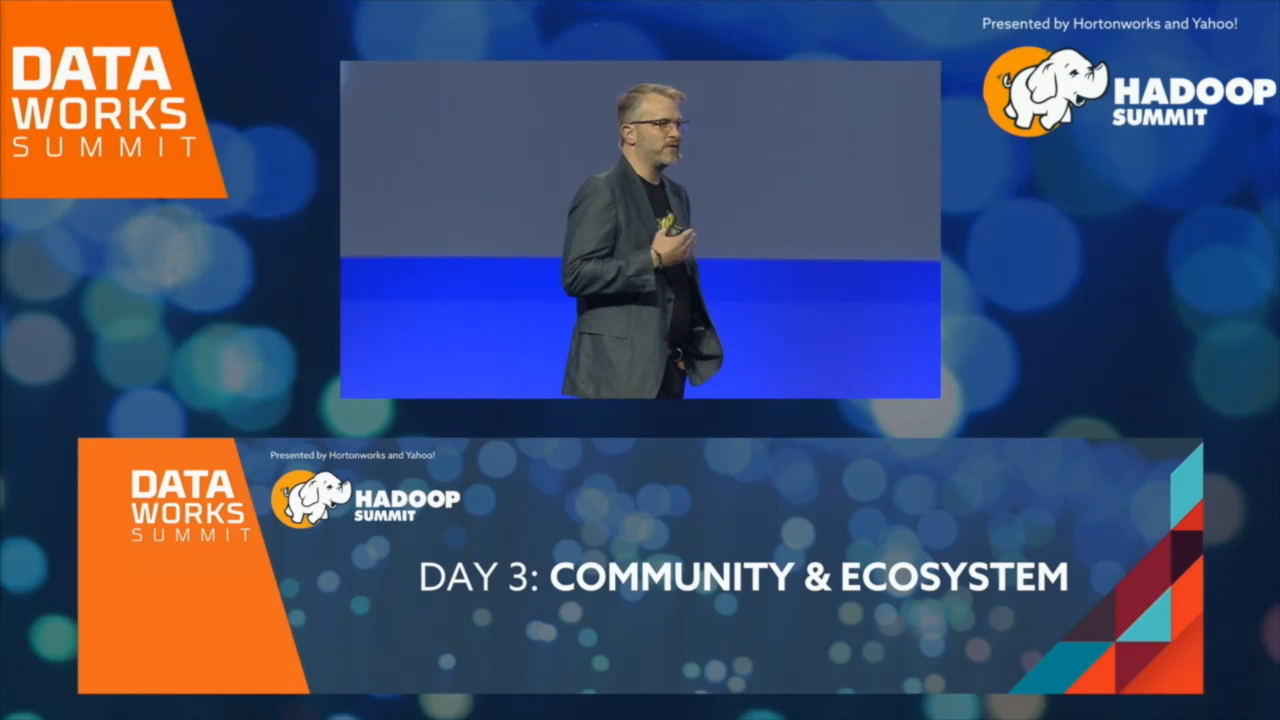 DATA
WORKS
SUMMIT
Presented by Hortonworks and Yahoo!
HADOOP
SUMMIT
DATA
WORKS
SUMMIT
Presented by Hortonworks and Yahoo!
HADOOP
SUMMIT
DAY 3: COMMUNITY & ECOSYSTEM